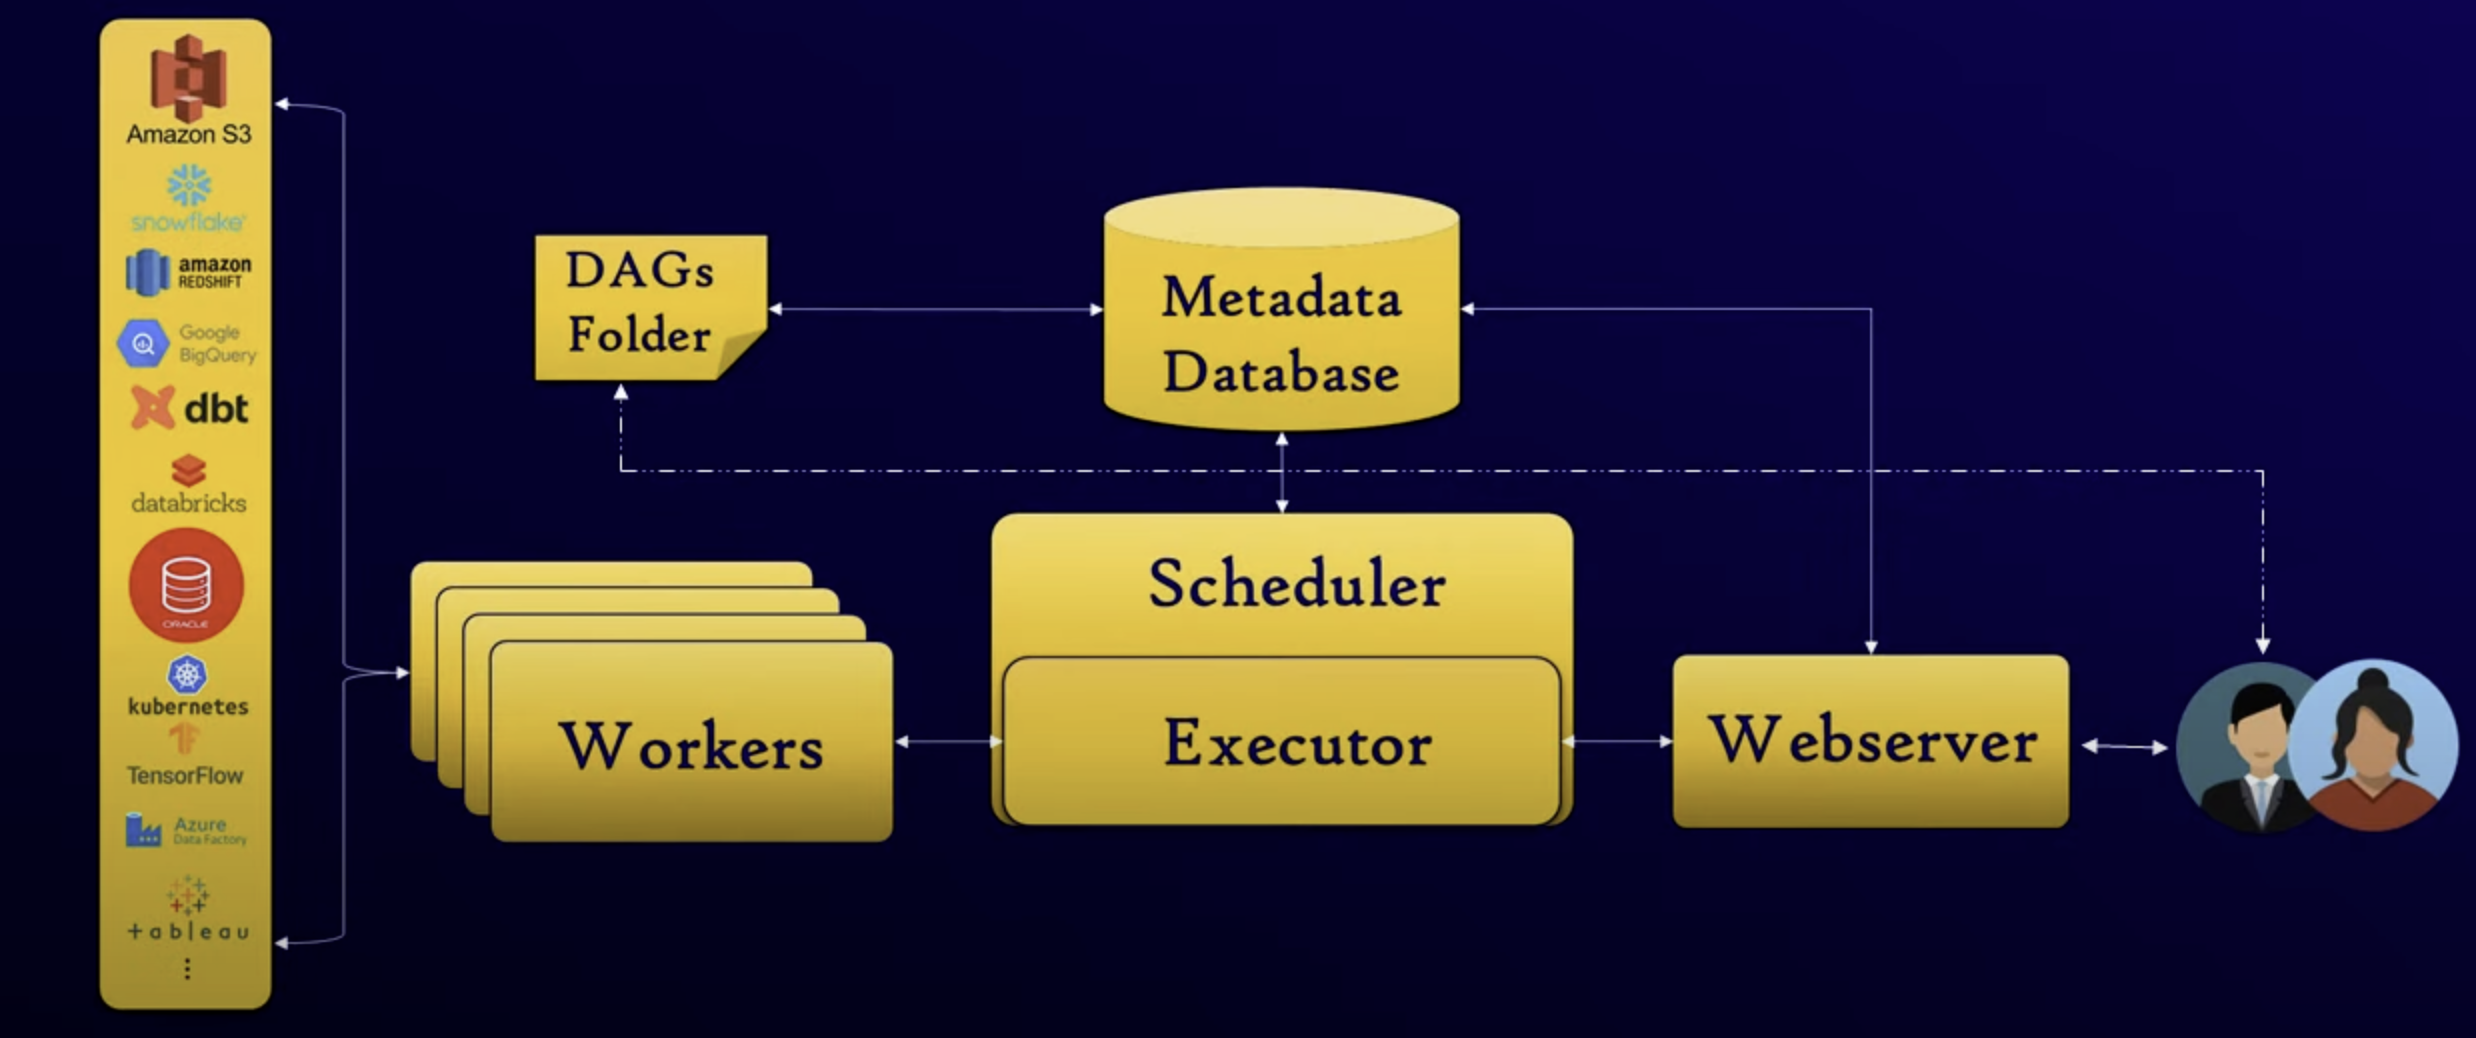 Amazon S3
snowflake®
amazon
REDSHIFT
Google
BigQuery
dbt
databricks
ORACLE
kubernetes
TensorFlow
Azure
Data Factory
+ableau
⋮
DAGs
Folder
Metadata
Database
Scheduler
Executor
Workers
Webserver